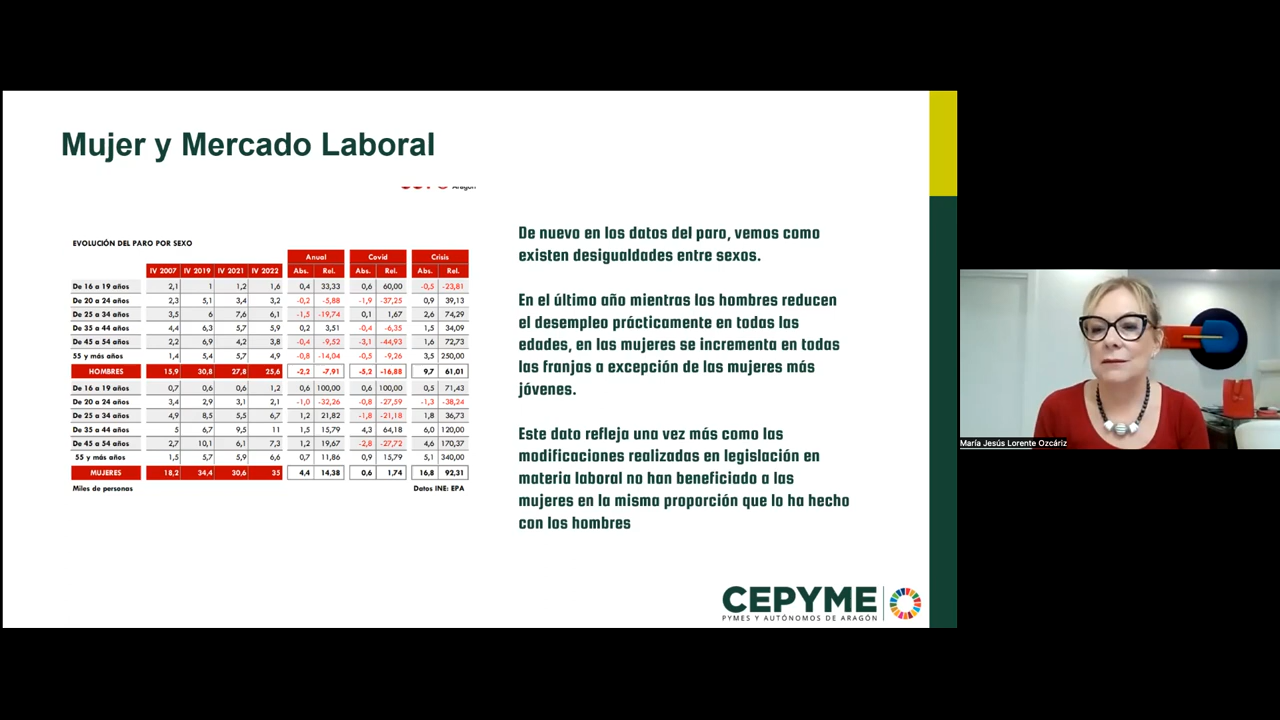 Mujer y Mercado Laboral
Aragón
EVOLUCIÓN DEL PARO POR SEXO
Anual Covid Crisis
IV 2007 IV 2019 IV 2021 IV 2022 Abs. Rel. Abs. Rel. Abs. Rel.
De 16 a 19 años 2,1 1 1,2 1,6 0,4 33,33 0,6 60,00 -0,5 -23,81
De 20 a 24 años 2,3 5,1 3,4 3,2 -0,2 -5,88 -1,9 -37,25 0,9 39,13
De 25 a 34 años 3,5 6 7,6 6,1 -1,5 -19,74 0,1 1,67 2,6 74,29
De 35 a 44 años 4,4 6,3 5,7 5,9 0,2 3,51 -0,4 -6,35 1,5 34,09
De 45 a 54 años 2,2 6,9 4,2 3,8 -0,4 -9,52 -3,1 -44,93 1,6 72,73
55 y más años 1,4 5,4 5,7 4,9 -0,8 -14,04 -0,5 -9,26 3,5 250,00
HOMBRES 15,9 30,8 27,8 25,6 -2,2 -7,91 -5,2 -16,88 9,7 61,01
De 16 a 19 años 0,7 0,6 0,6 1,2 0,6 100,00 0,6 100,00 0,5 71,43
De 20 a 24 años 3,4 2,9 3,1 2,1 -1,0 -32,26 -0,8 -27,59 -1,3 -38,24
De 25 a 34 años 4,9 8,5 5,5 6,7 1,2 21,82 -1,8 -21,18 1,8 36,73
De 35 a 44 años 5 6,7 9,5 11 1,5 15,79 4,3 64,18 6,0 120,00
De 45 a 54 años 2,7 10,1 6,1 7,3 1,2 19,67 -2,8 -27,72 4,6 170,37
55 y más años 1,5 5,7 5,9 6,6 0,7 11,86 0,9 15,79 5,1 340,00
MUJERES 18,2 34,4 30,6 35 4,4 14,38 0,6 1,74 16,8 92,31
Miles de personas Datos INE: EPA
De nuevo en los datos del paro, vemos como
existen desigualdades entre sexos.
En el último año mientras los hombres reducen
el desempleo prácticamente en todas las
edades, en las mujeres se incrementa en todas
las franjas a excepción de las mujeres más
jóvenes.
Este dato refleja una vez más como las
modificaciones realizadas en legislación en
materia laboral no han beneficiado a las
mujeres en la misma proporción que lo ha hecho
con los hombres
CEPYME
PYMES Y AUTÓNOMOS DE ARAGÓN
María Jesús Lorente Ozcáriz